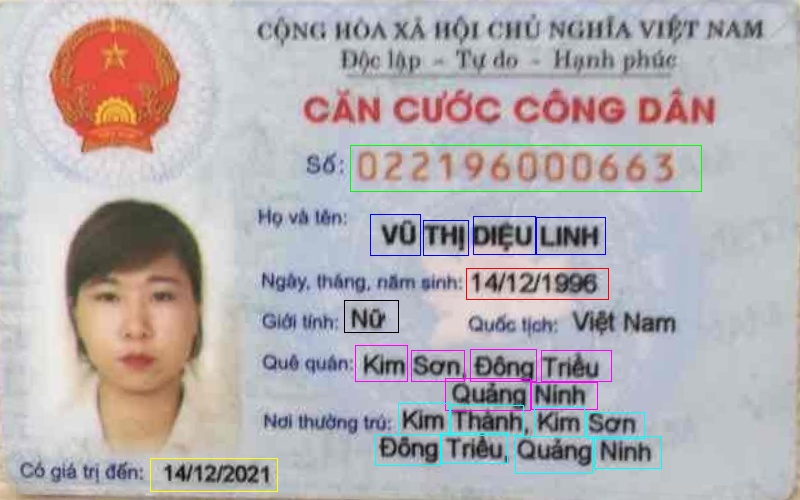 CỘNG HÒA XÃ HỘI CHỦ NGHĨA VIỆT NAM
Độc lập - Tự do - Hạnh phúc
CĂN CƯỚC CÔNG DÂN
Số: 022196000663
Họ và tên: VŨ THỊ DIỆU LINH
Ngày, tháng, năm sinh: 14/12/1996
Giới tính: Nữ Quốc tịch: Việt Nam
Quê quán: Kim Sơn, Đông Triều
Quảng Ninh
Nơi thường trú: Kim Thành, Kim Sơn
Đông Triều, Quảng Ninh
Có giá trị đến: 14/12/2021